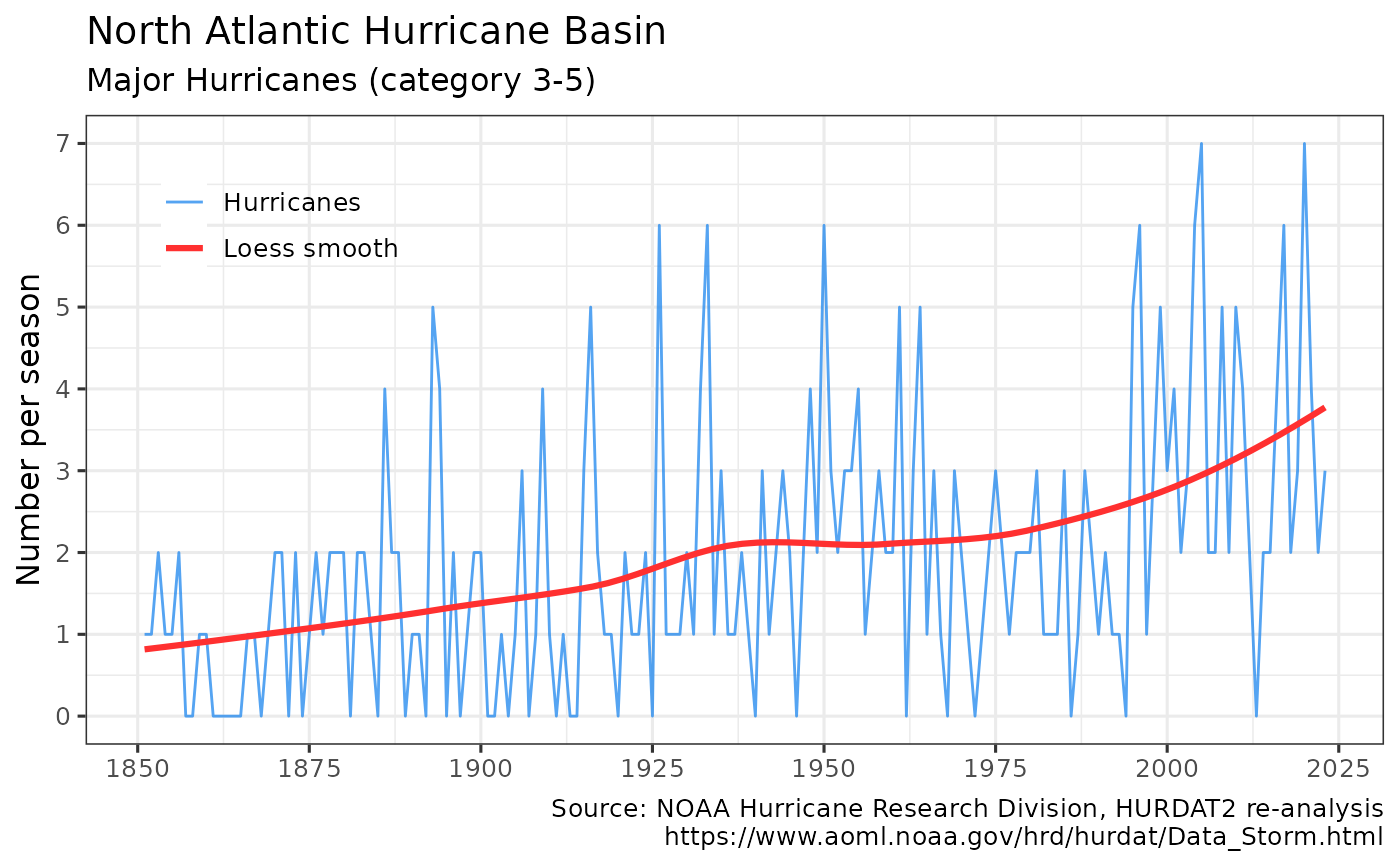 North Atlantic Hurricane Basin
Major Hurricanes (category 3-5)
Number per season
7
6
5
4
3
2
1
0
Hurricanes
Loess smooth
1850 1875 1900 1925 1950 1975 2000 2025
Source: NOAA Hurricane Research Division, HURDAT2 re-analysis
https://www.aoml.noaa.gov/hrd/hurdat/Data_Storm.html